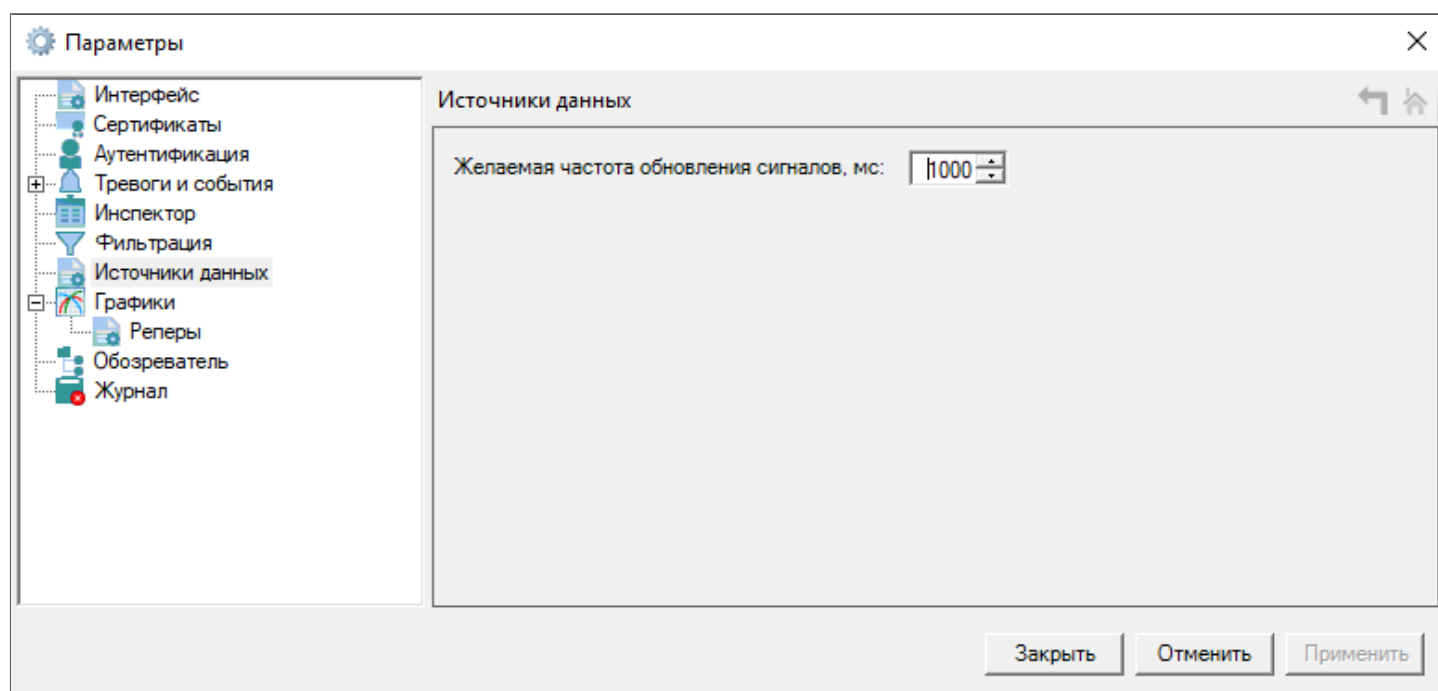 Параметры
Интерфейс
Сертификаты
Аутентификация
Тревоги и события
Инспектор
Фильтрация
Источники данных
Графики
Реперы
Обозреватель
Журнал
Источники данных
Желаемая частота обновления сигналов, мс: 1000
Закрыть Отменить Применить